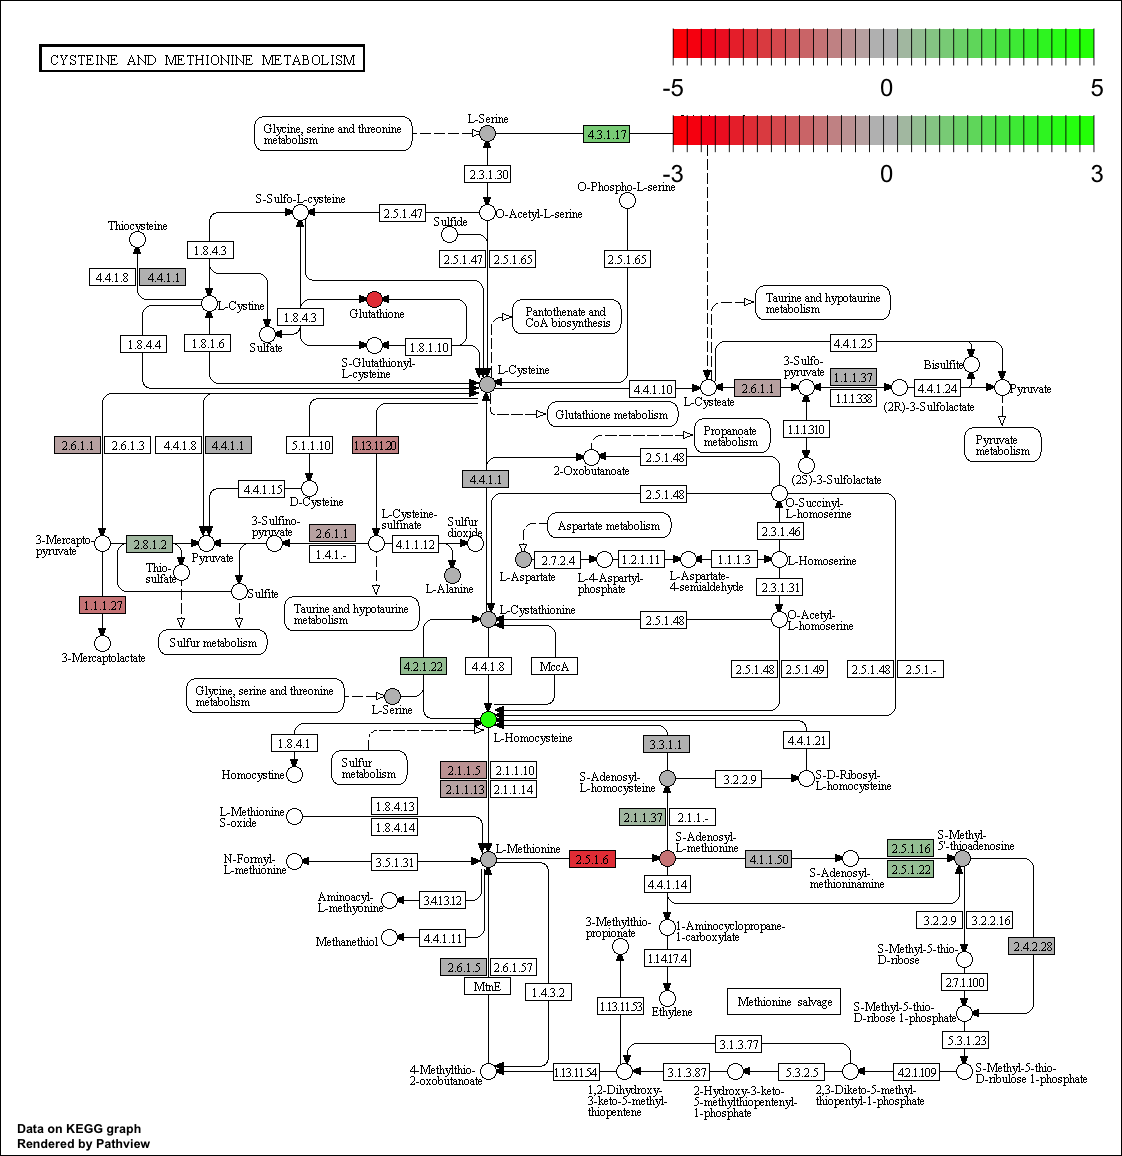 CYSTEINE AND METHIONINE METABOLISM
-5 0 5
-3 0 3
Glycine, serine and threonine
metabolism
L-Serine
4.3.1.17
2.3.1.30
O-Phospho-L-serine
S-Sulfo-L-cysteine
2.5.1.47
O-Acetyl-L-serine
Sulfide
Thiocysteine
1.8.4.3
2.5.1.47 2.5.1.65
2.5.1.65
4.4.1.8 4.4.1.1
L-Cystine
Glutathione
1.8.4.3
Sulfate
1.8.4.4
1.8.1.6
S-Glutathionyl-
L-cysteine
1.8.1.10
Pantothenate and
CoA biosynthesis
Taurine and hypotaurine
metabolism
L-Cysteine
4.4.1.10
L-Cysteate
2.6.1.1
3-Sulfo-
pyruvate
4.4.1.25
1.1.1.37
1.1.1.338
Bisulfite
4.4.1.24
Pyruvate
(2R)-3-Sulfolactate
Glutathione metabolism
1.1.1.310
(2S)-3-Sulfolactate
Pyruvate
metabolism
2.6.1.1 2.6.1.3
4.4.1.8 4.4.1.1
5.1.1.10
1.13.11.20
Propanoate
metabolism
2-Oxobutanoate
2.5.1.48
4.4.1.1
4.4.1.15
D-Cysteine
2.5.1.48
O-Succinyl-
L-homoserine
3-Mercapto-
pyruvate
2.8.1.2
Pyruvate
3-Sulfino-
pyruvate
2.6.1.1
1.4.1.-
L-Cysteine-
sulfinate
4.1.1.12
Sulfur
dioxide
L-Alanine
Aspartate metabolism
L-Aspartate
2.7.2.4
L-4-Aspartyl-
phosphate
1.2.1.11
L-Aspartate-
4-semialdehyde
1.1.1.3
L-Homoserine
2.3.1.46
2.3.1.31
Thio-
sulfate
Sulfite
1.1.1.27
3-Mercaptolactate
Sulfur metabolism
Taurine and hypotaurine
metabolism
L-Cystathionine
2.5.1.48
O-Acetyl-
L-homoserine
4.2.1.22
4.4.1.8
MccA
2.5.1.48 2.5.1.49
2.5.1.48 2.5.1.-
Glycine, serine and threonine
metabolism
L-Serine
L-Homocysteine
1.8.4.1
Homocystine
Sulfur
metabolism
3.3.1.1
4.4.1.21
2.1.1.5 2.1.1.10
2.1.1.13 2.1.1.14
S-Adenosyl-
L-homocysteine
3.2.2.9
S-D-Ribosyl-
L-homocysteine
L-Methionine
S-oxide
1.8.4.13
1.8.4.14
2.1.1.37 2.1.1.-
N-Formyl-
L-methionine
3.5.1.31
L-Methionine
2.5.1.6
S-Adenosyl-
L-methionine
4.1.1.50
S-Adenosyl-
methioninamine
2.5.1.16
2.5.1.22
S-Methyl-
5'-thioadenosine
4.4.1.14
Aminoacyl-
L-methyonine
3.4.13.12
Methanethiol
4.4.1.11
3-Methylthio-
propionate
1-Aminocyclopropane-
1-carboxylate
1.14.17.4
Ethylene
3.2.2.9 3.2.2.16
S-Methyl-5-thio-
D-ribose
2.4.2.28
2.7.1.100
S-Methyl-5-thio-
D-ribose 1-phosphate
2.6.1.5 2.6.1.57
MtnE
1.4.3.2
1.13.11.53
Methionine salvage
5.3.1.23
3.1.3.77
4-Methylthio-
2-oxobutanoate
1.13.11.54
1,2-Dihydroxy-
3-keto-5-methyl-
thiopentene
3.1.3.87
2-Hydroxy-3-keto-
5-methylthiopentenyl-
1-phosphate
5.3.2.5
2,3-Diketo-5-methyl-
thiopentyl-1-phosphate
4.2.1.109
S-Methyl-5-thio-
D-ribulose 1-phosphate
Data on KEGG graph
Rendered by Pathview